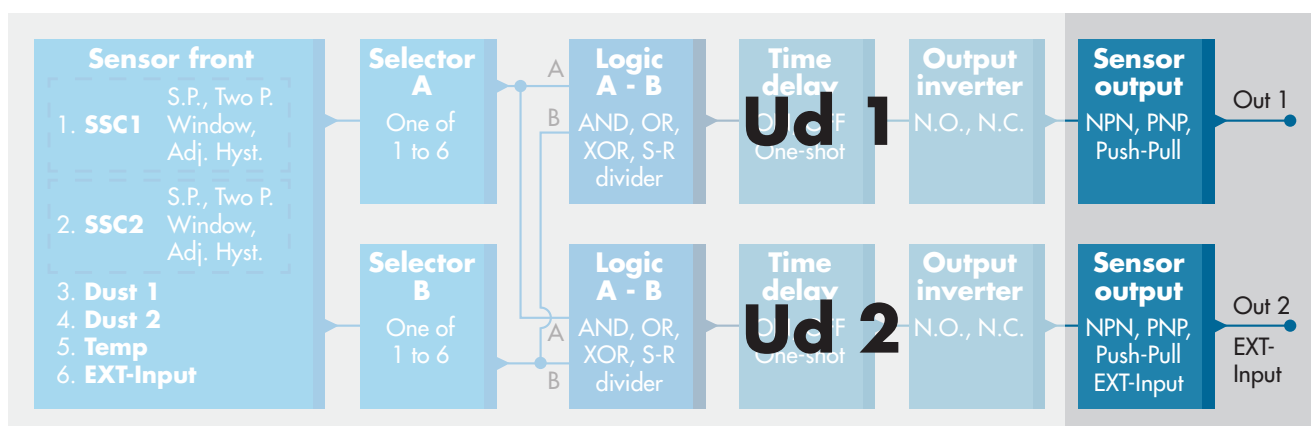 Sensor front
1. SSC1
S.P., Two P.
Window,
Adj. Hyst.
2. SSC2
S.P., Two P.
Window,
Adj. Hyst.
3. Dust 1
4. Dust 2
5. Temp
6. EXT-Input
Selector
A
One of
1 to 6
A
B
Logic
A - B
AND, OR,
XOR, S-R
divider
Time
delay
One-shot
Ud 1
Output
inverter
N.O., N.C.
Sensor
output
NPN, PNP,
Push-Pull
Out 1
Selector
B
One of
1 to 6
A
B
Logic
A - B
AND, OR,
XOR, S-R
divider
Time
delay
One-shot
Ud 2
Output
inverter
N.O., N.C.
Sensor
output
NPN, PNP,
Push-Pull
EXT-Input
Out 2
EXT-
Input